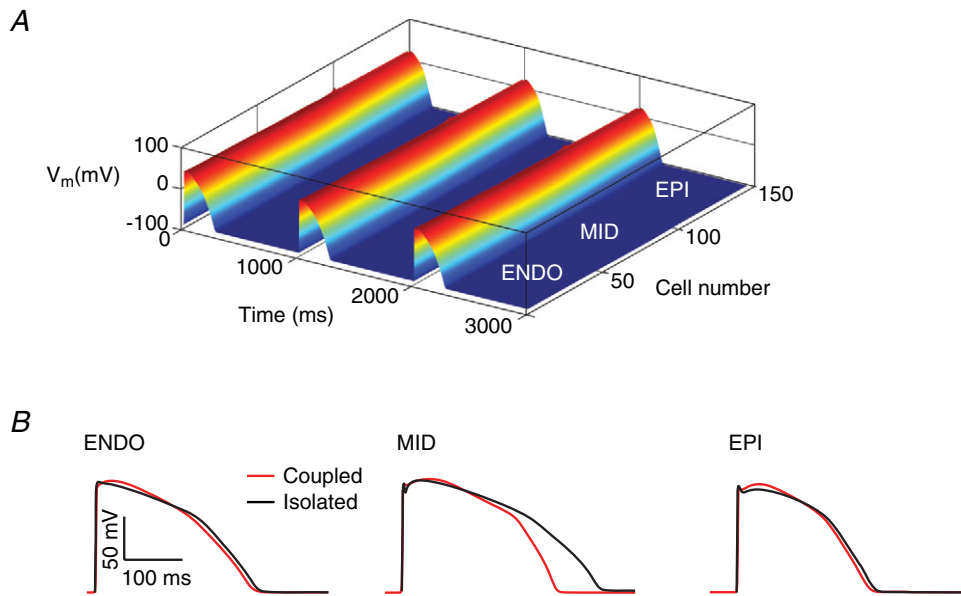 A
V_m(mV)
100
0
-100
0
1000
2000
3000
Time (ms)
ENDO
MID
EPI
50
100
150
Cell number
B
ENDO
MID
EPI
Coupled
Isolated
50 mV
100 ms